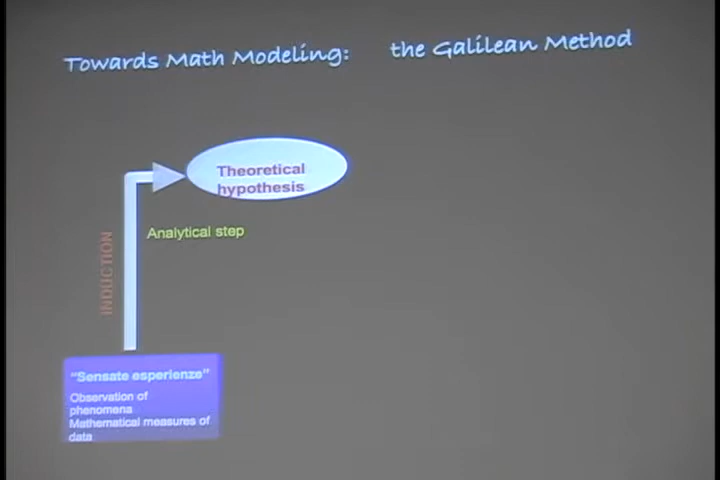 Towards Math Modeling: the Galilean Method
Theoretical
hypothesis
Analytical step
INDUCTION
"Sensate esperienze"
Observation of
phenomena
Mathematical measures of
data